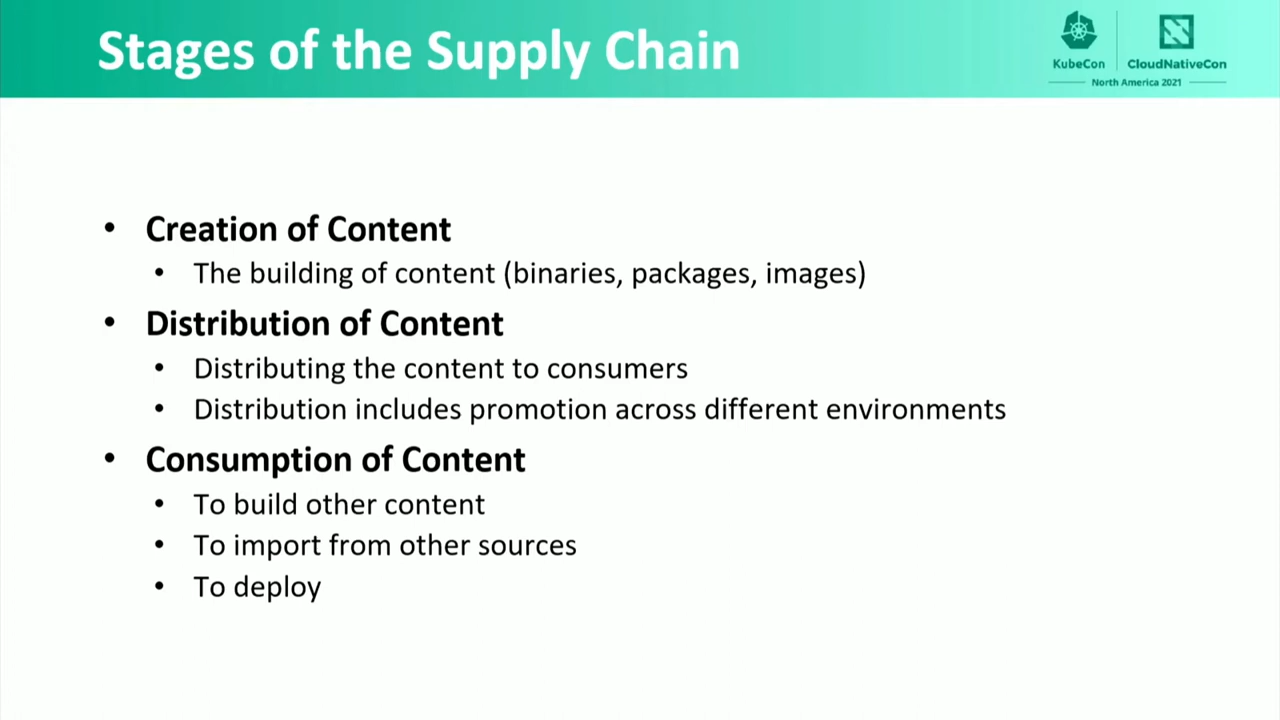 Stages of the Supply Chain
KubeCon
CloudNativeCon
North America 2021
• Creation of Content
• The building of content (binaries, packages, images)
• Distribution of Content
• Distributing the content to consumers
• Distribution includes promotion across different environments
• Consumption of Content
• To build other content
• To import from other sources
• To deploy